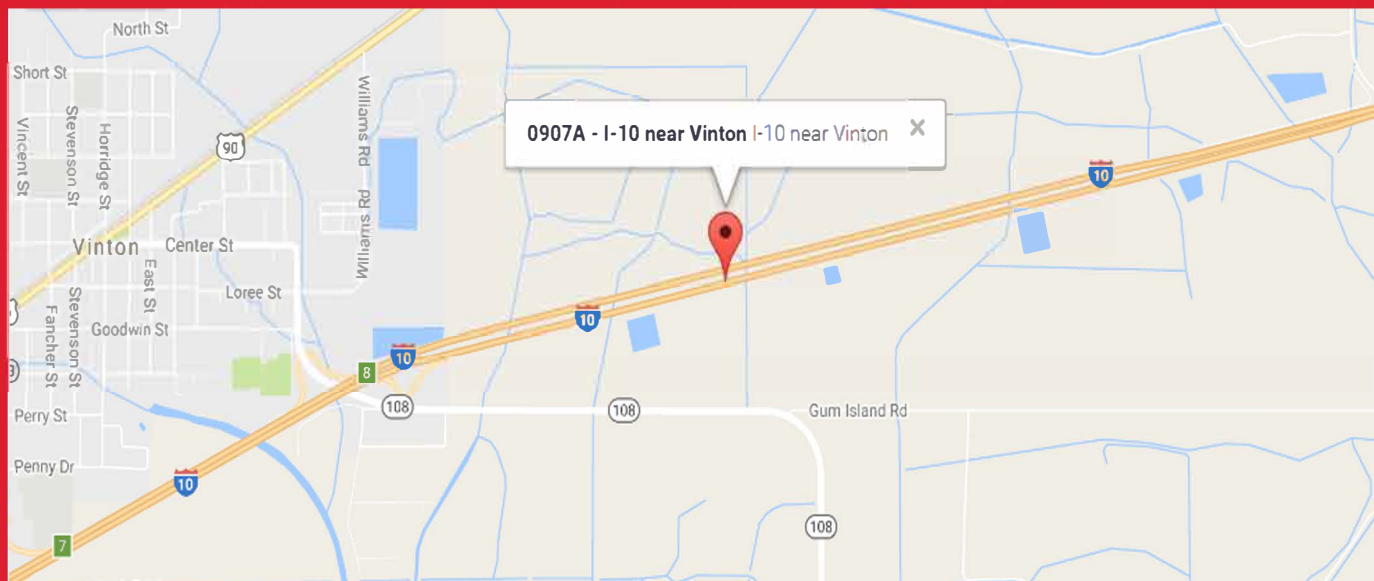 North St
Short St
Williams Rd
Stevenson St
Horridge St
Vincent St
90
0907A - I-10 near Vinton I-10 near Vinton ×
10
Williams Rd
Vinton
Center St
East St
Loree St
Stevenson St
Fancher St
Goodwin St
10
10
8
108
108
Gum Island Rd
Perry St
Penny Dr
10
108
7